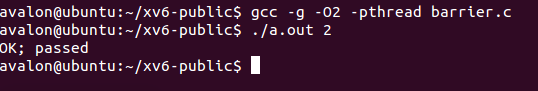 avalon@ubuntu:~/xv6-public$ gcc -g -O2 -pthread barrier.c
avalon@ubuntu:~/xv6-public$ ./a.out 2
OK; passed
avalon@ubuntu:~/xv6-public$